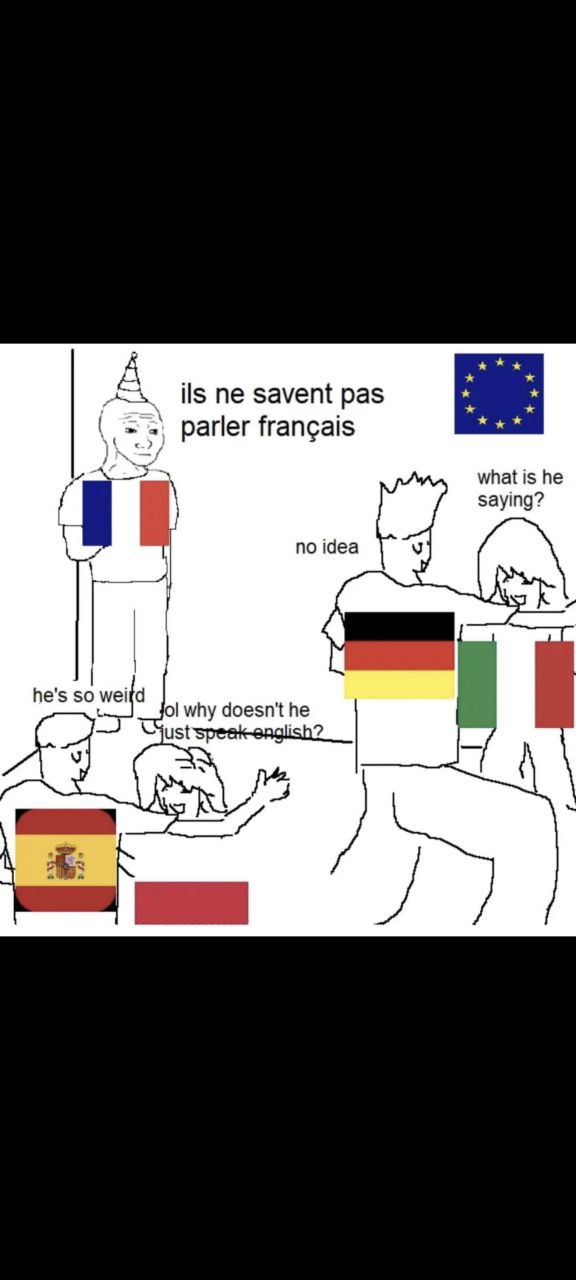 ils ne savent pas
parler français
what is he
saying?
no idea
he's so weird
lol why doesn't he
just speak english?